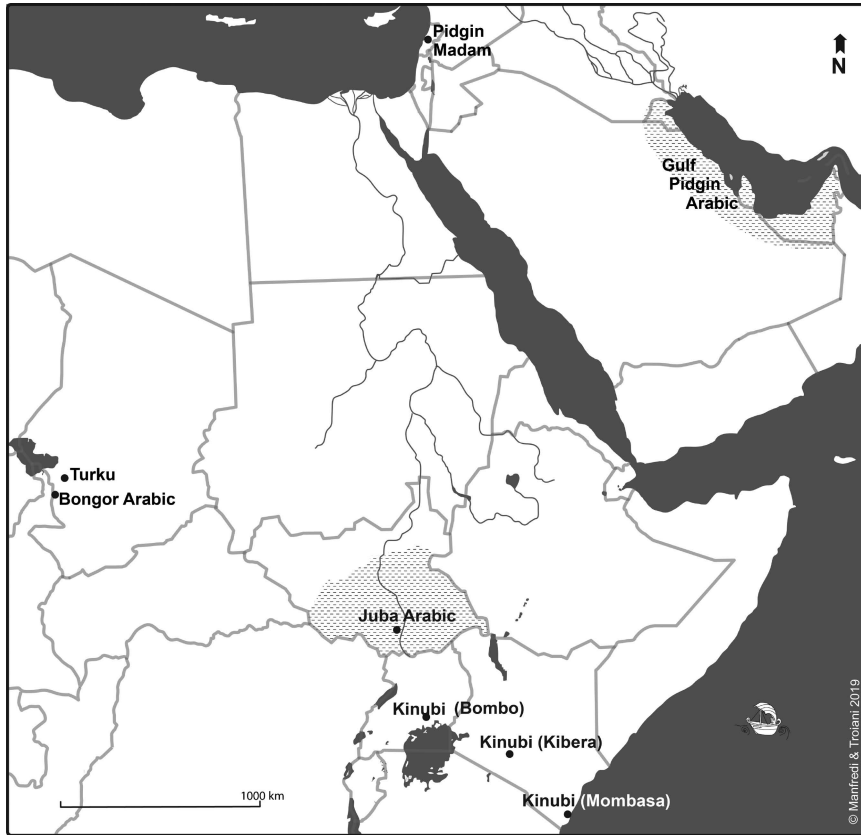 Pidgin
Madam
N
Gulf
Pidgin
Arabic
Turku
Bongor Arabic
Juba Arabic
Kinubi (Bombo)
Kinubi (Kibera)
Kinubi (Mombasa)
1000 km
© Manfredi & Troiani 2019